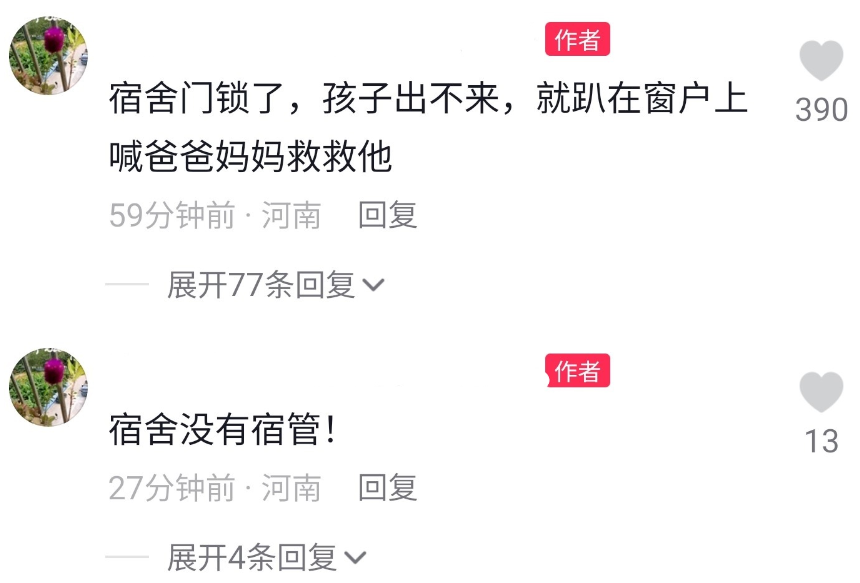 作者
宿舍门锁了，孩子出不来，就趴在窗户上
喊爸爸妈妈救救他
390
59分钟前 · 河南 回复
展开77条回复
作者
宿舍没有宿管！
13
27分钟前 · 河南 回复
展开4条回复